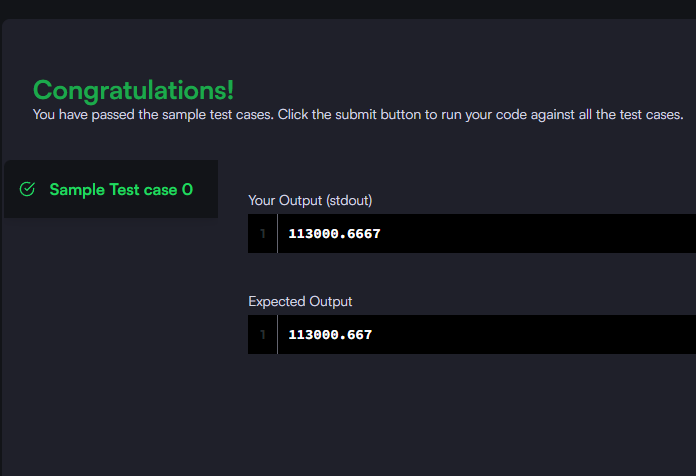 Congratulations!
You have passed the sample test cases. Click the submit button to run your code against all the test cases.
Sample Test case 0
Your Output (stdout)
1 113000.6667
Expected Output
1 113000.667